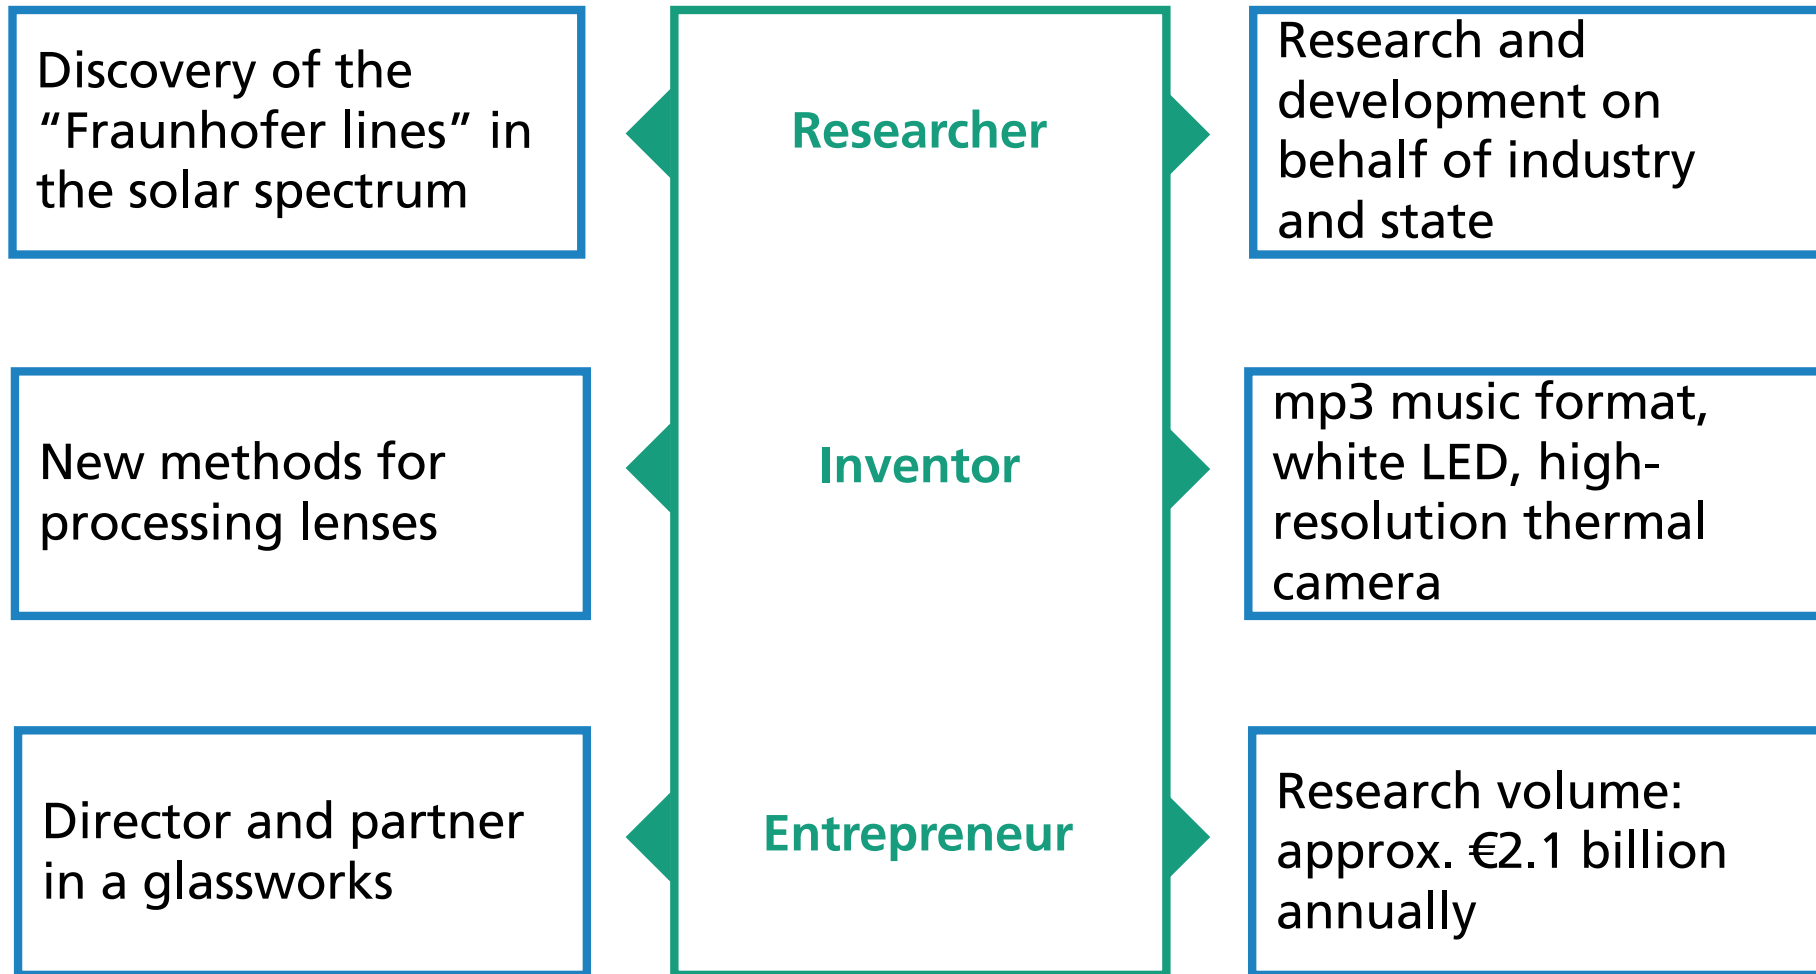 Discovery of the
“Fraunhofer lines” in
the solar spectrum
Researcher
Research and
development on
behalf of industry
and state
New methods for
processing lenses
Inventor
mp3 music format,
white LED, high-
resolution thermal
camera
Director and partner
in a glassworks
Entrepreneur
Research volume:
approx. €2.1 billion
annually